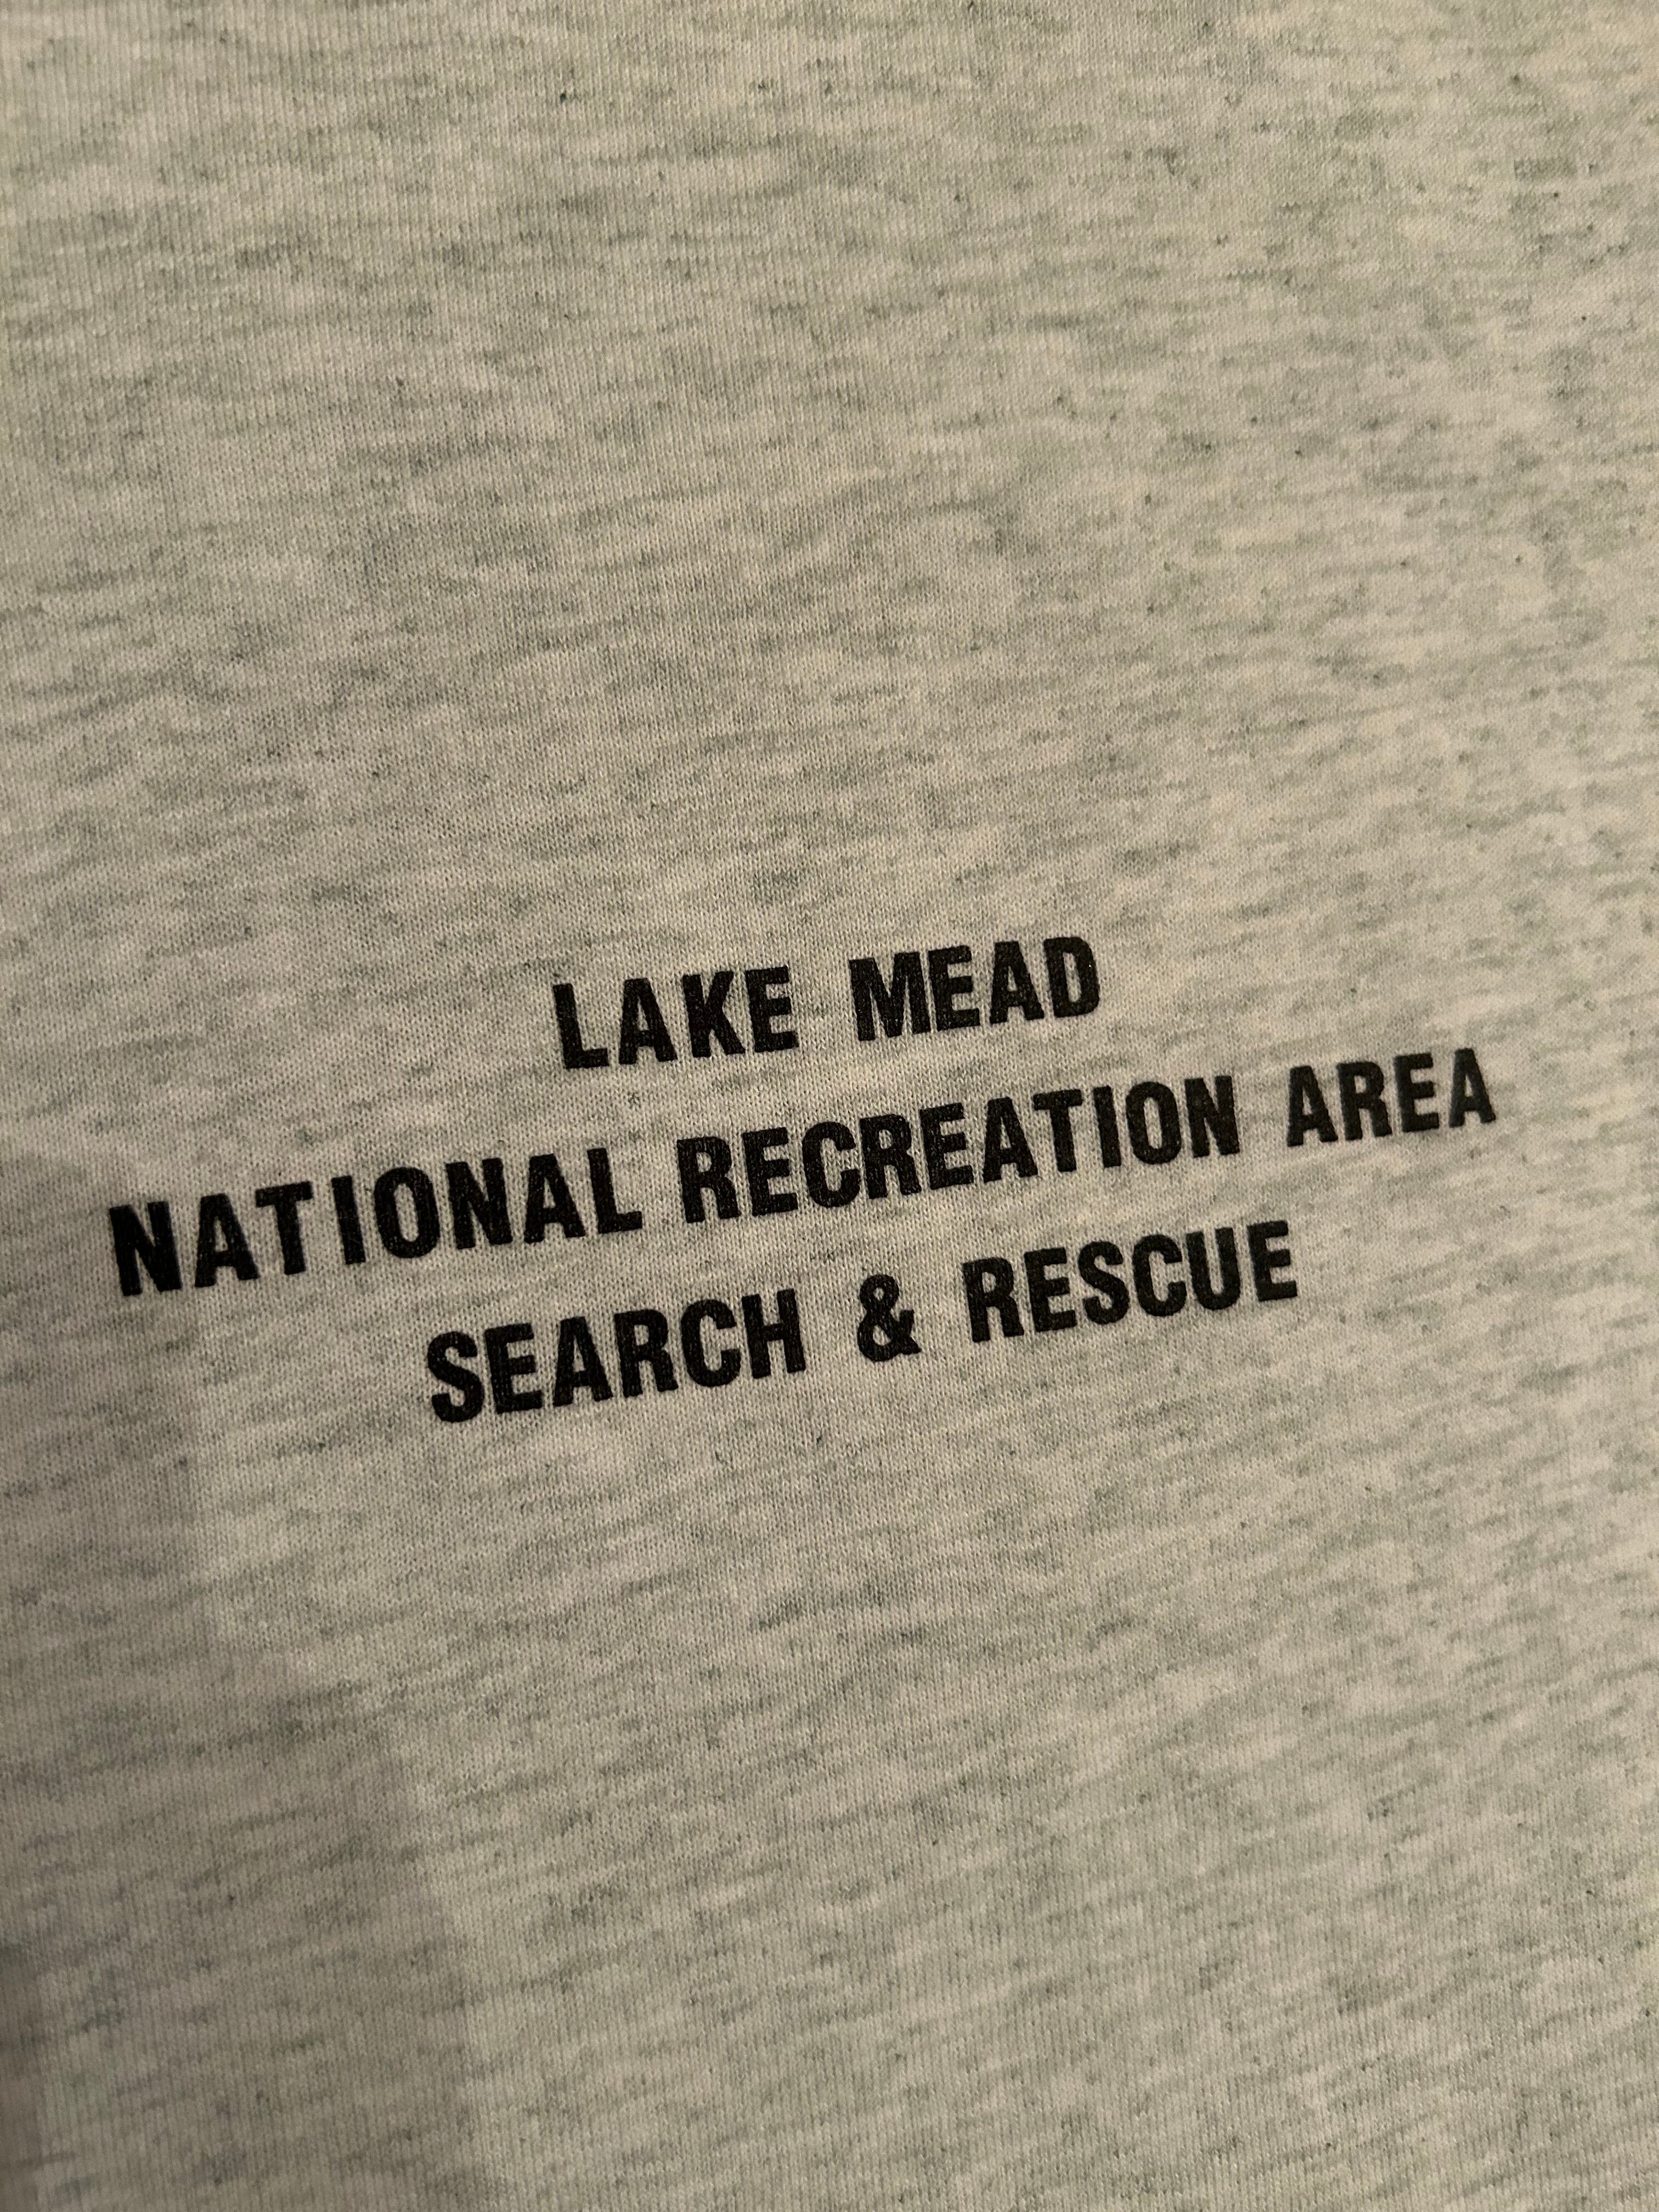 LAKE MEAD
NATIONAL RECREATION AREA
SEARCH & RESCUE